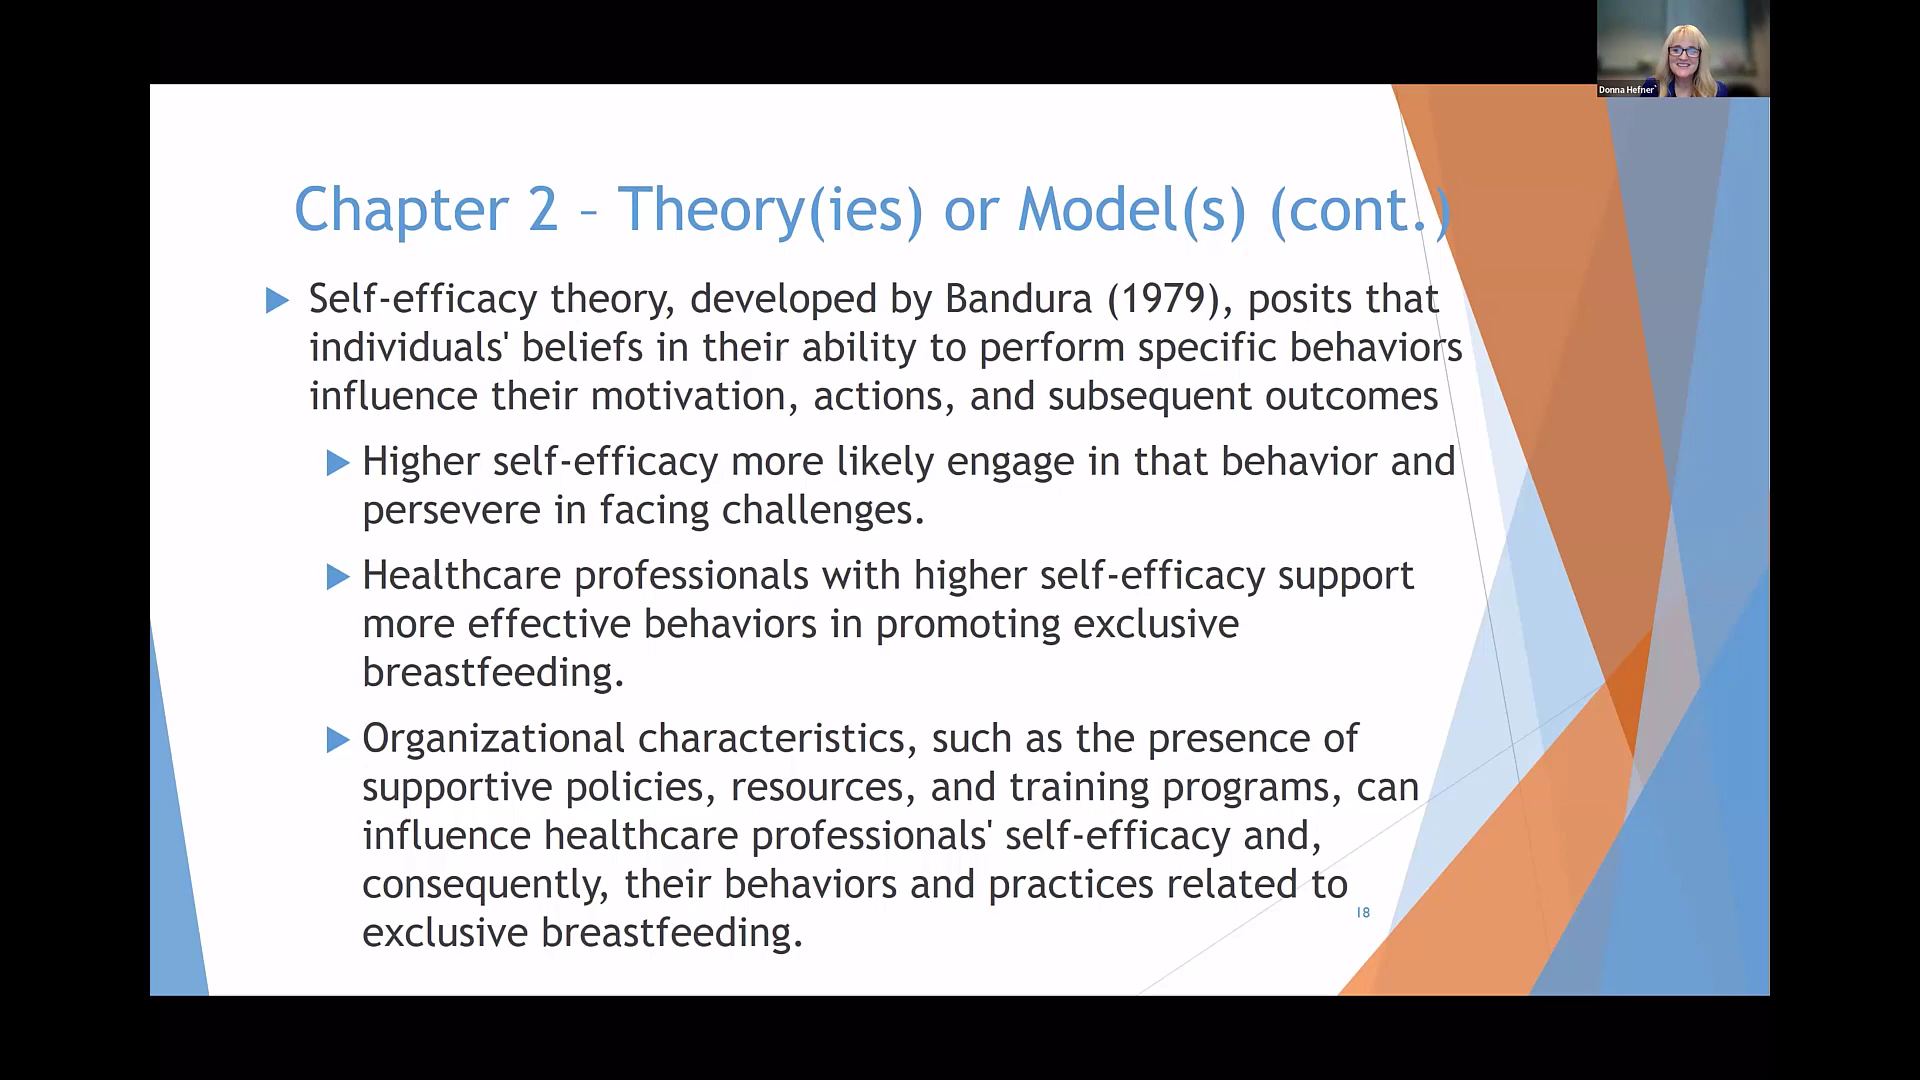 Donna Hefner
Chapter 2 – Theory(ies) or Model(s) (cont.)
Self-efficacy theory, developed by Bandura (1979), posits that
individuals' beliefs in their ability to perform specific behaviors
influence their motivation, actions, and subsequent outcomes
Higher self-efficacy more likely engage in that behavior and
persevere in facing challenges.
Healthcare professionals with higher self-efficacy support
more effective behaviors in promoting exclusive
breastfeeding.
Organizational characteristics, such as the presence of
supportive policies, resources, and training programs, can
influence healthcare professionals' self-efficacy and,
consequently, their behaviors and practices related to
exclusive breastfeeding.
18